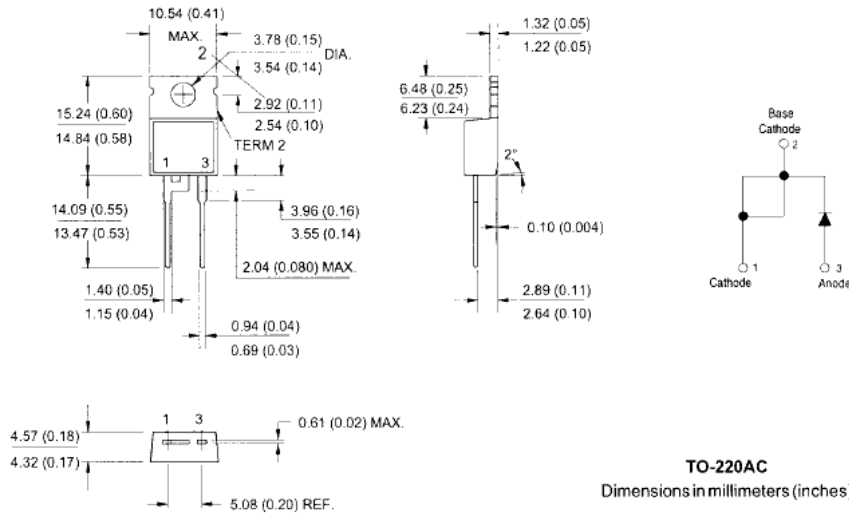 10.54 (0.41)
MAX.
2
3.78 (0.15)
3.54 (0.14)
DIA.
1.32 (0.05)
1.22 (0.05)
15.24 (0.60)
14.84 (0.58)
2.92 (0.11)
2.54 (0.10)
TERM 2
1 3
6.48 (0.25)
6.23 (0.24)
2°
Base
Cathode
2
14.09 (0.55)
13.47 (0.53)
3.96 (0.16)
3.55 (0.14)
0.10 (0.004)
2.04 (0.080) MAX.
1
Cathode
3
Anode
1.40 (0.05)
1.15 (0.04)
0.94 (0.04)
0.69 (0.03)
2.89 (0.11)
2.64 (0.10)
1 3
0.61 (0.02) MAX.
4.57 (0.18)
4.32 (0.17)
5.08 (0.20) REF.
TO-220AC
Dimensions in millimeters (inches)